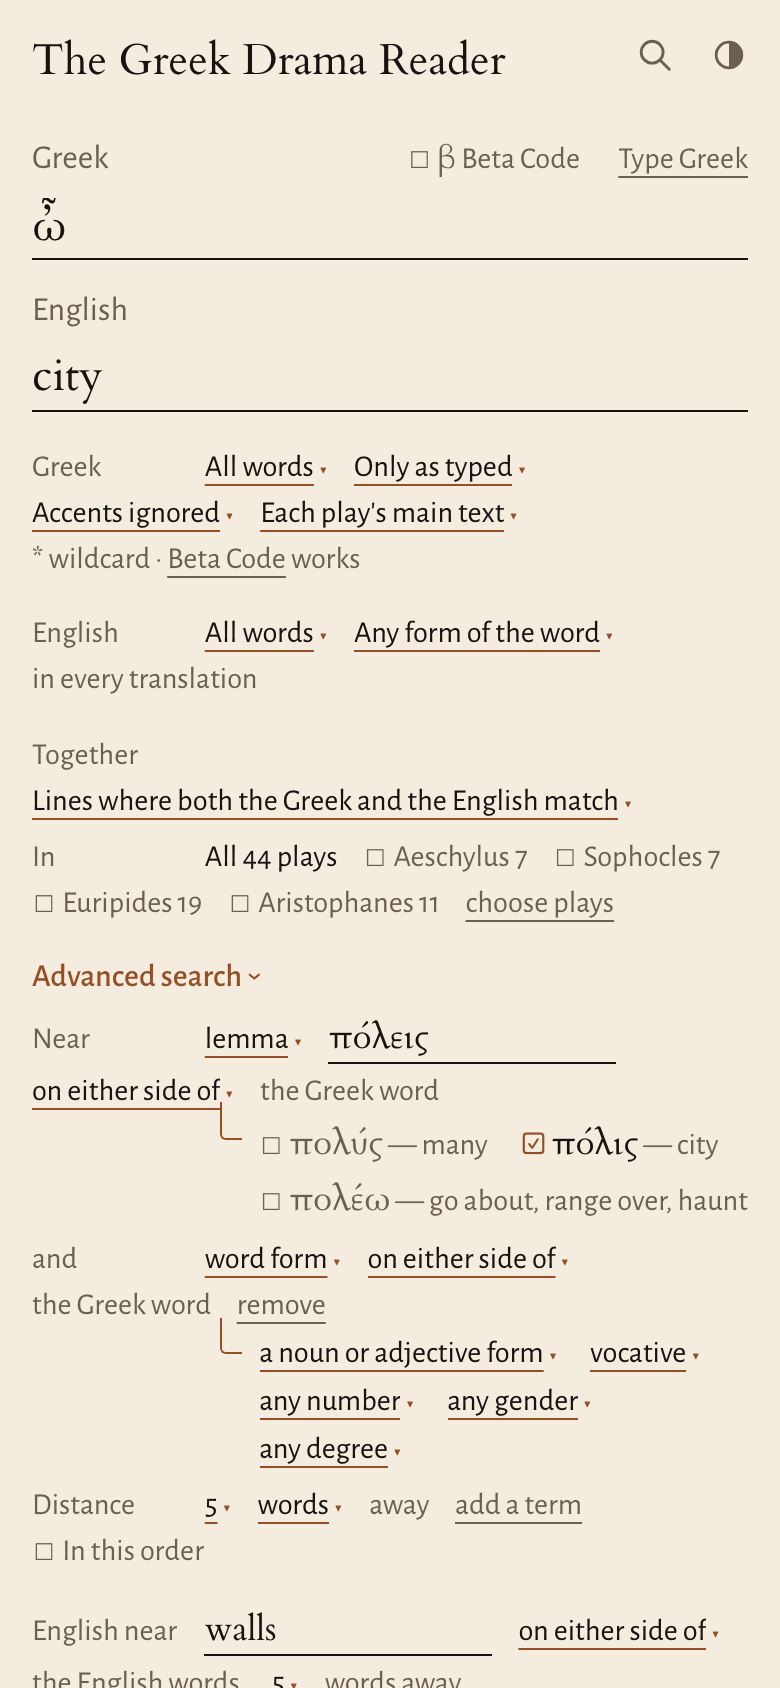 The Greek Drama Reader
Greek ☐ β Beta Code Type Greek
ὦ
English
city
Greek All words ▾ Only as typed ▾
Accents ignored ▾ Each play's main text ▾
* wildcard · Beta Code works
English All words ▾ Any form of the word ▾
in every translation
Together
Lines where both the Greek and the English match ▾
In All 44 plays ☐ Aeschylus 7 ☐ Sophocles 7
☐ Euripides 19 ☐ Aristophanes 11 choose plays
Advanced search
Near lemma ▾ πόλεις
on either side of ▾ the Greek word
☐ πολύς — many ☑ πόλις — city
☐ πολέω — go about, range over, haunt
and word form ▾ on either side of ▾
the Greek word remove
a noun or adjective form ▾ vocative ▾
any number ▾ any gender ▾
any degree ▾
Distance 5 ▾ words ▾ away add a term
☐ In this order
English near walls on either side of ▾
the English words 5 ▾ words away